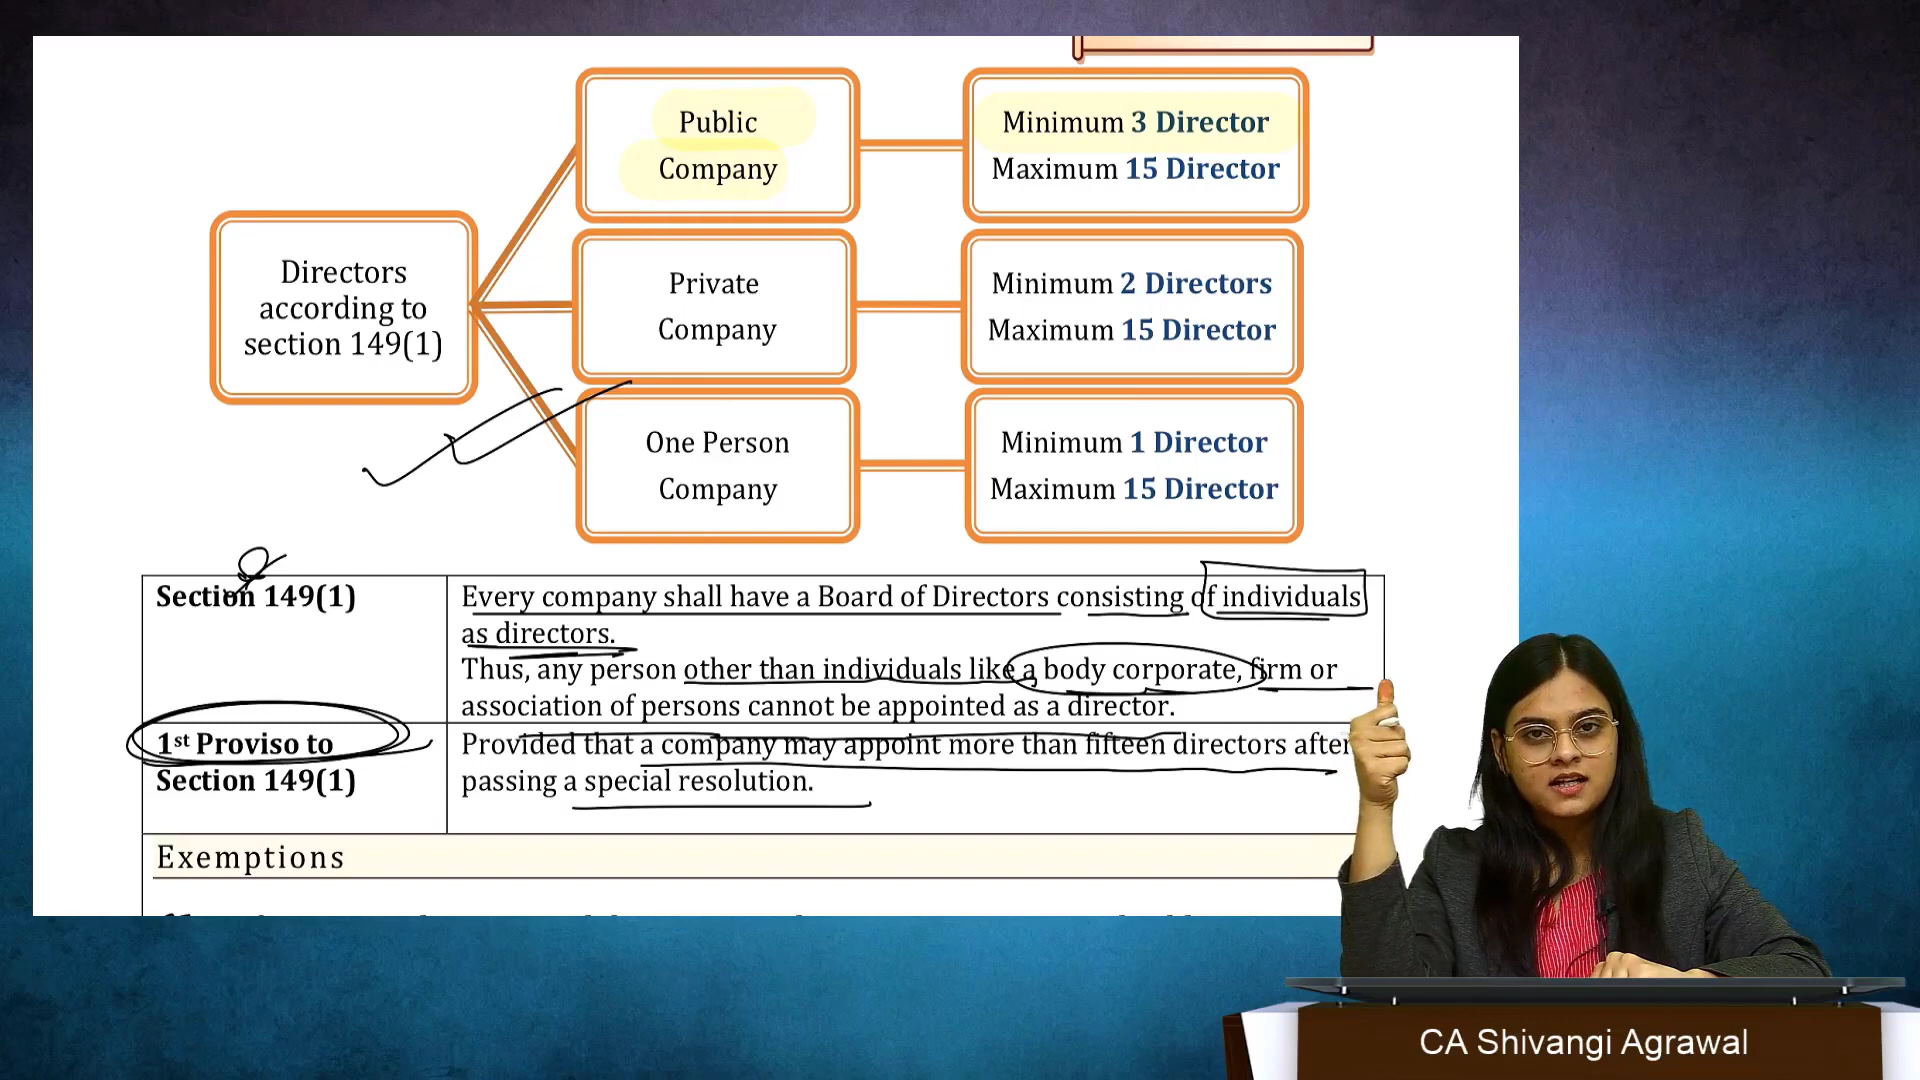 Directors
according to
section 149(1)
Public
Company
Minimum 3 Director
Maximum 15 Director
Private
Company
Minimum 2 Directors
Maximum 15 Director
One Person
Company
Minimum 1 Director
Maximum 15 Director
Section 149(1)
Every company shall have a Board of Directors consisting of individuals
as directors.
Thus, any person other than individuals like a body corporate, firm or
association of persons cannot be appointed as a director.
1st Proviso to
Section 149(1)
Provided that a company may appoint more than fifteen directors after
passing a special resolution.
Exemptions
CA Shivangi Agrawal